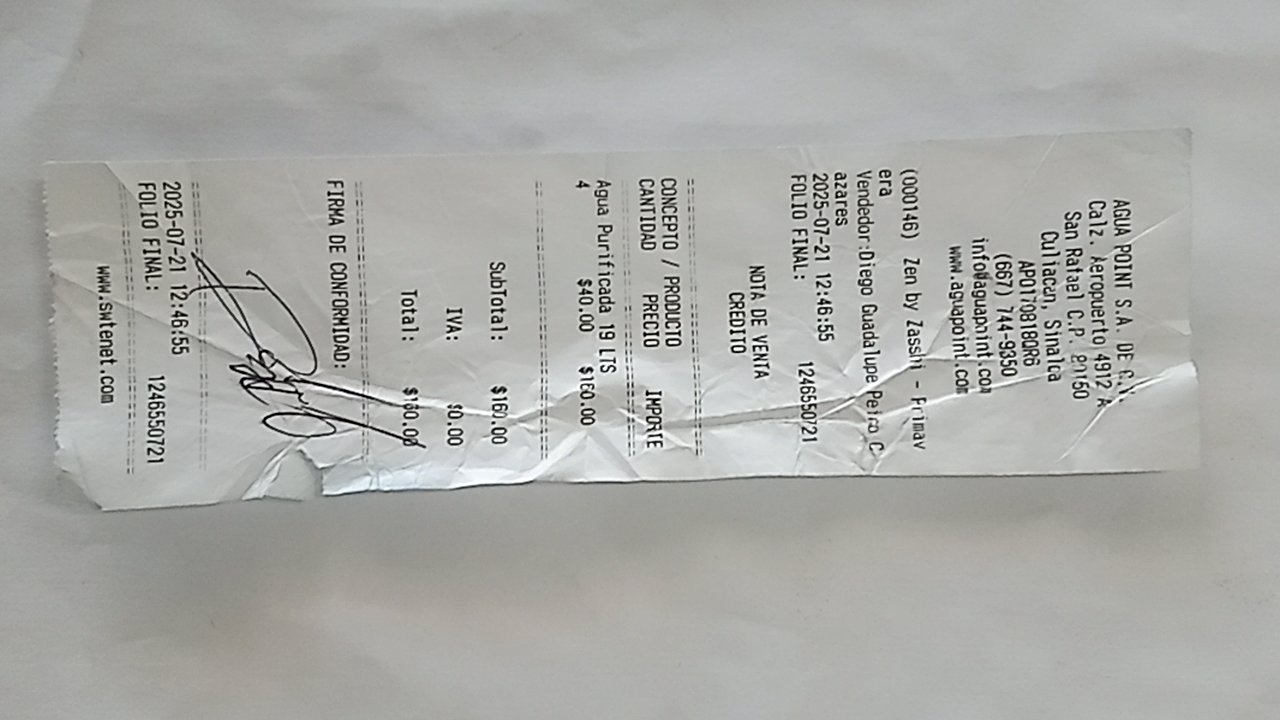 AGUA POINT S.A. DE C.V.
Calz. Aeropuerto 4912 A
San Rafael C.P. 80150
Culiacan, Sinaloa
APO170818QR6
(667) 744-9350
info@aguapoint.com
www.aguapoint.com
(000146) Zen by Zasshi - Primav
era
Vendedor:Diego Guadalupe Peiro C
azares
2025-07-21 12:46:55
FOLIO FINAL: 1246550721
NOTA DE VENTA
CREDITO
==============================
CONCEPTO / PRODUCTO
CANTIDAD PRECIO IMPORTE
==============================
Agua Purificada 19 LTS
4 $40.00 $160.00
==============================
SubTotal: $160.00
IVA: $0.00
Total: $160.00
==============================
FIRMA DE CONFORMIDAD:
==============================
2025-07-21 12:46:55
FOLIO FINAL: 1246550721
==============================
www.swtenet.com